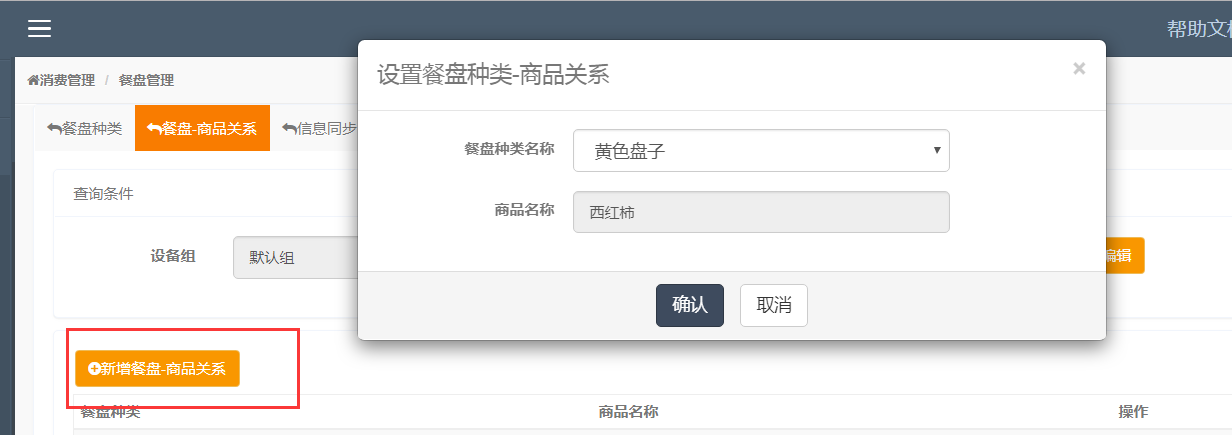 帮助文档
设置餐盘种类-商品关系 ×
消费管理 / 餐盘管理
餐盘种类 餐盘-商品关系 信息同步
餐盘种类名称 黄色盘子
查询条件
商品名称 西红柿
设备组 默认组 编辑
确认 取消
新增餐盘-商品关系
餐盘种类 商品名称 操作